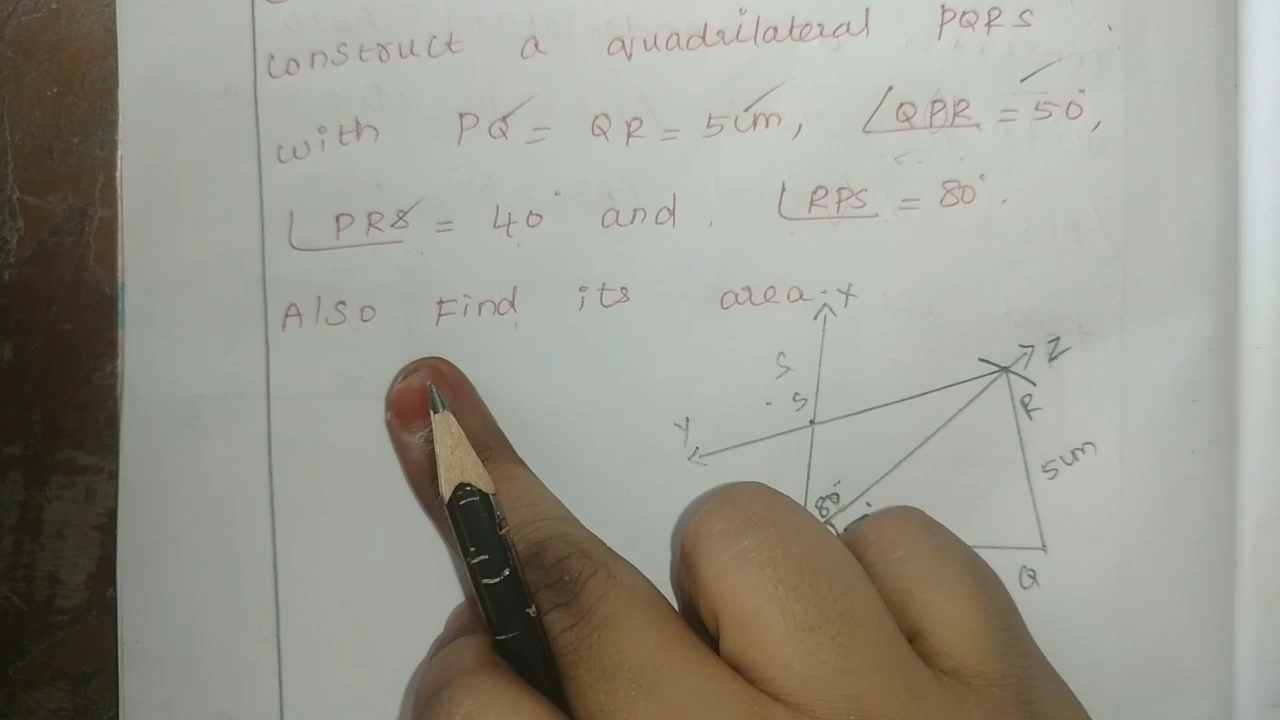 construct a quadrilateral PQRS
with PQ = QR = 5cm, ∠QPR = 50°,
∠PRS = 40° and ∠RPS = 80°.
Also Find its area.
X
Z
S
S
R
Y
5cm
80°
Q